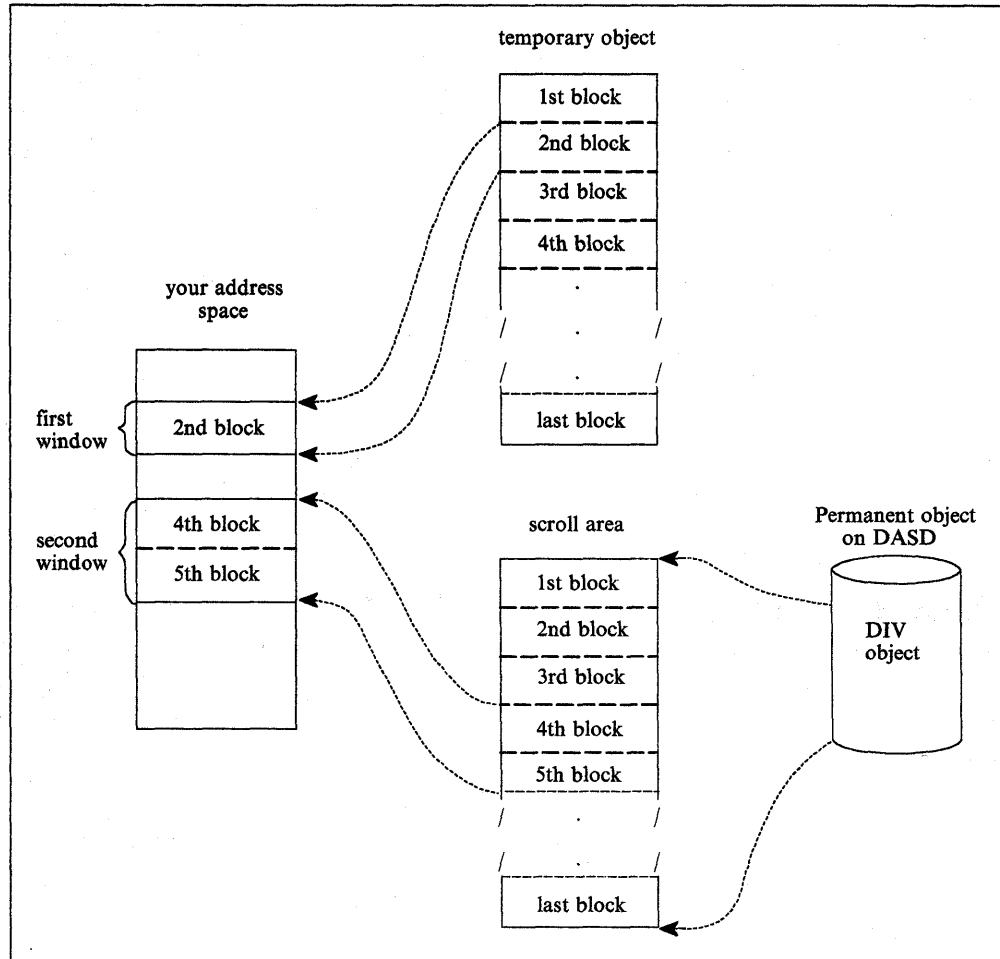 temporary object
1st block
2nd block
3rd block
4th block
.
.
.
last block
your address
space
first
window
2nd block
second
window
4th block
5th block
scroll area
1st block
2nd block
3rd block
4th block
5th block
.
.
.
last block
Permanent object
on DASD
DIV
object